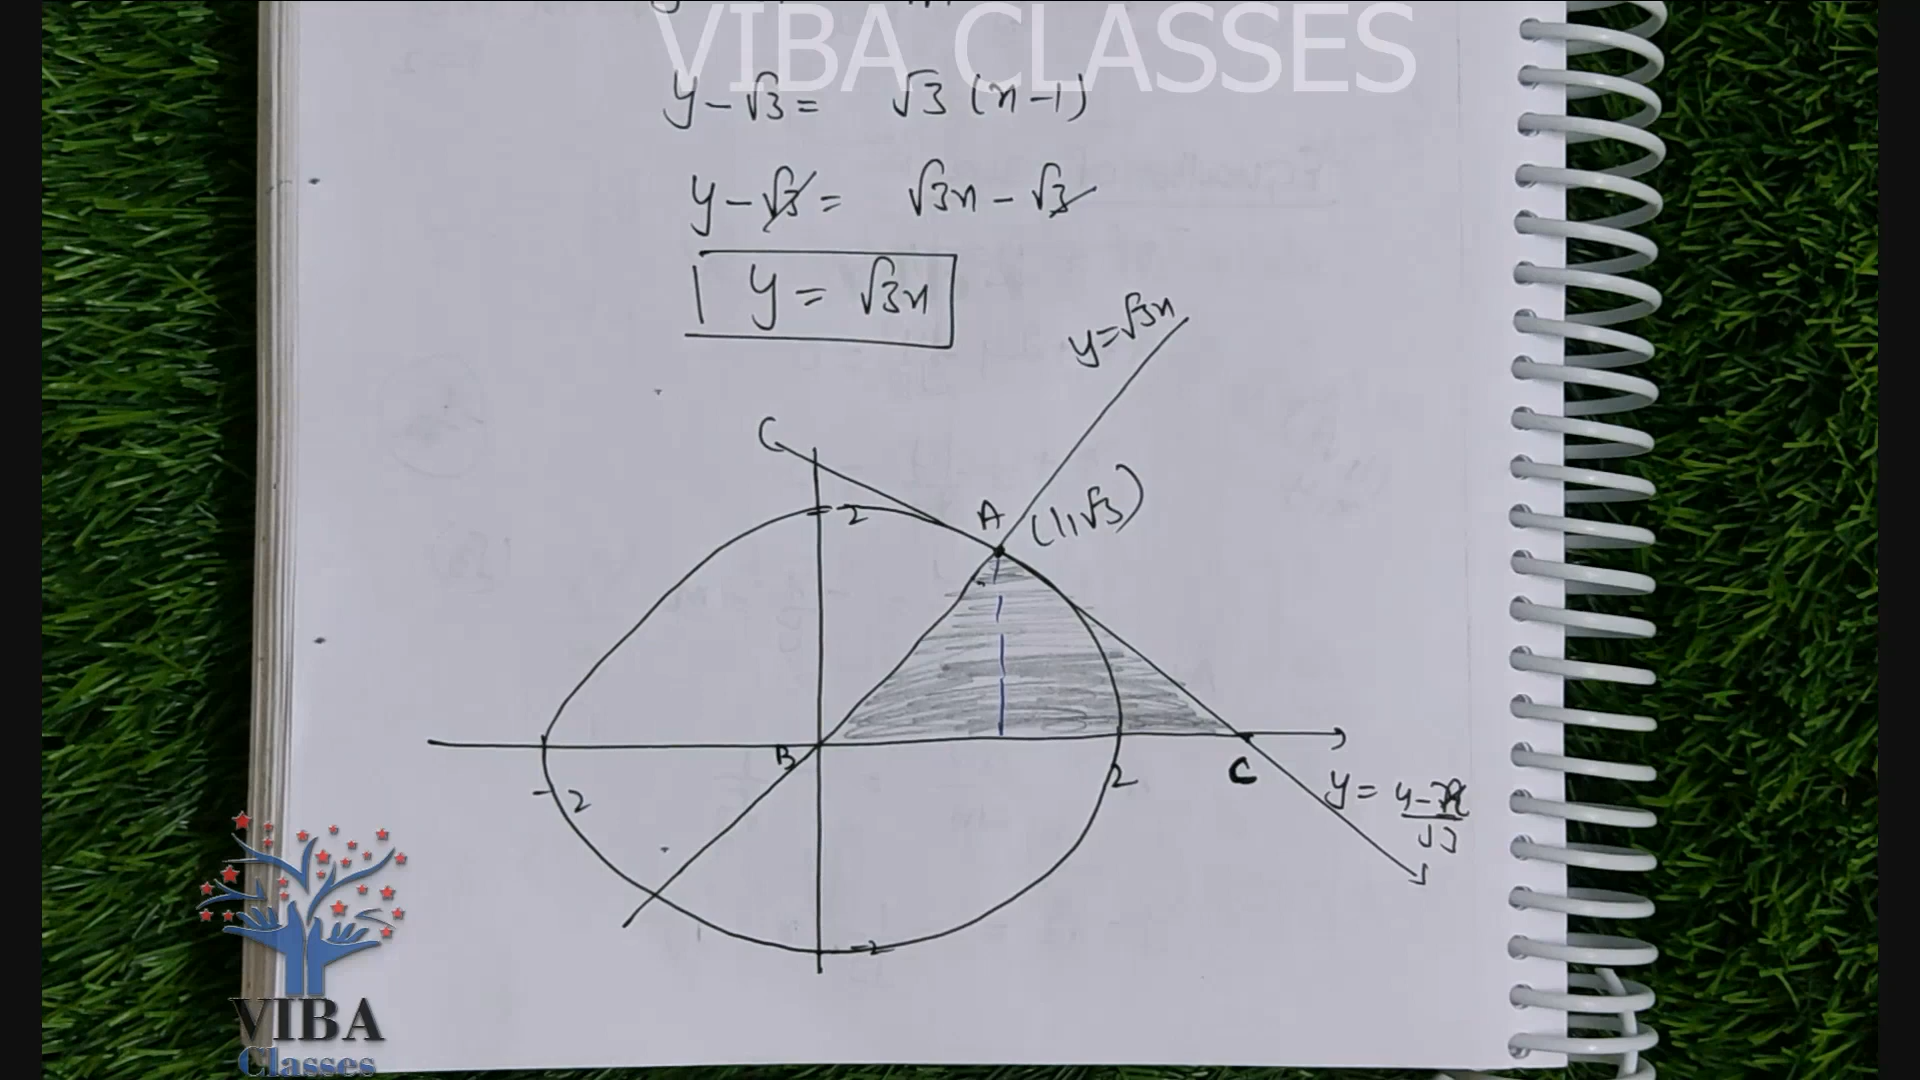 VIBA CLASSES
y - √3 = √3 (x - 1)
y - √3 = √3x - √3
y = √3x
y = √3x
C
2
A
(1, √3)
B
-2
2
C
y = 4 - x
√3
-2
VIBA
Classes